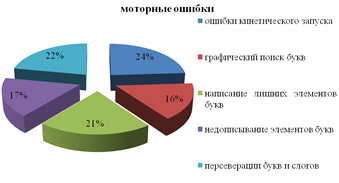 моторные ошибки
24%
16%
21%
17%
22%
ошибки кинетического запуска
графический поиск букв
написание лишних элементов
букв
недописывание элементов букв
персеверации букв и слогов